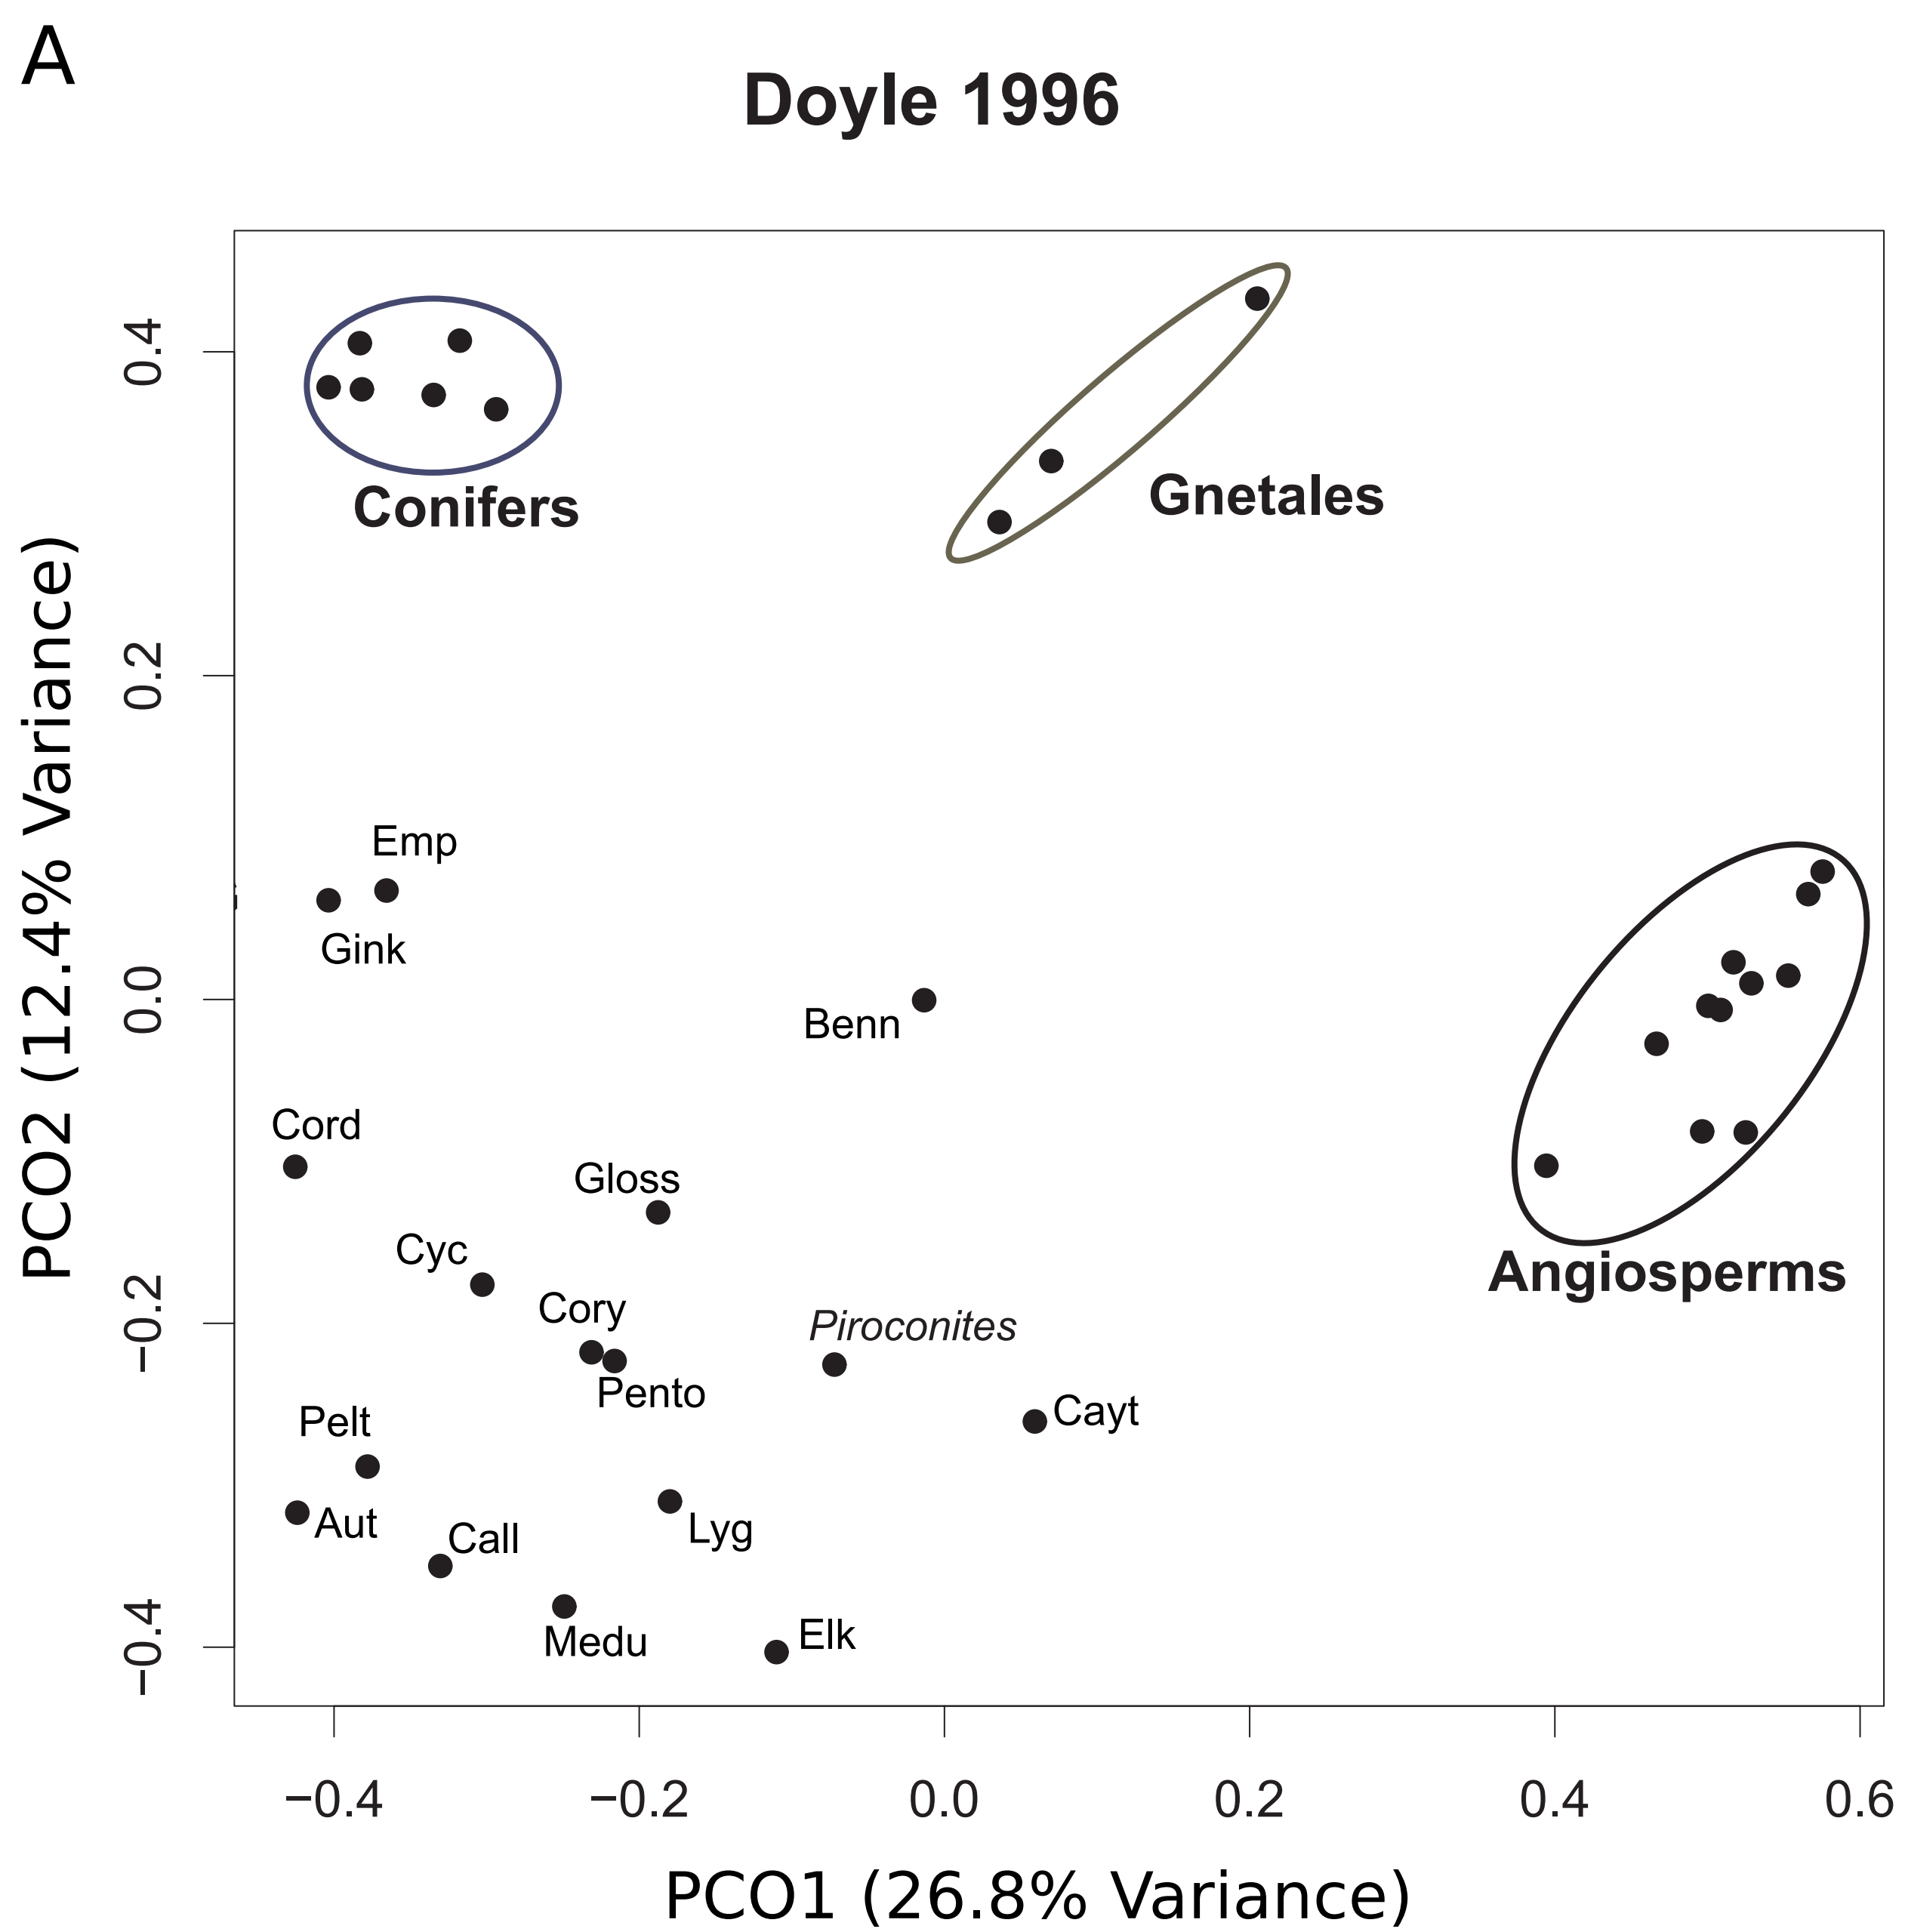 A
Doyle 1996
PCO2 (12.4% Variance)
0.4
0.2
0.0
−0.2
−0.4
Conifers
Gnetales
Emp
Gink
Benn
Cord
Gloss
Cyc
Angiosperms
Cory
Piroconites
Pento
Cayt
Pelt
Aut
Call
Lyg
Medu
Elk
−0.4 −0.2 0.0 0.2 0.4 0.6
PCO1 (26.8% Variance)